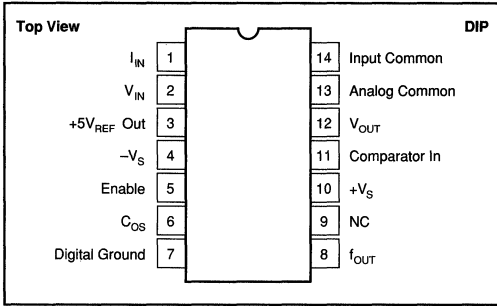 Top View DIP
I_IN 1 14 Input Common
V_IN 2 13 Analog Common
+5V_REF Out 3 12 V_OUT
–V_S 4 11 Comparator In
Enable 5 10 +V_S
C_OS 6 9 NC
Digital Ground 7 8 f_OUT